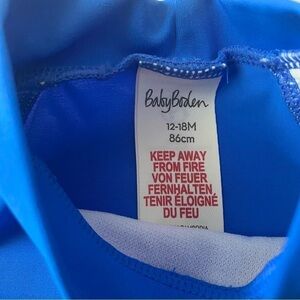 BabyBoden
12-18M
86cm
KEEP AWAY
FROM FIRE
VON FEUER
FERNHALTEN
TENIR ÉLOIGNÉ
DU FEU